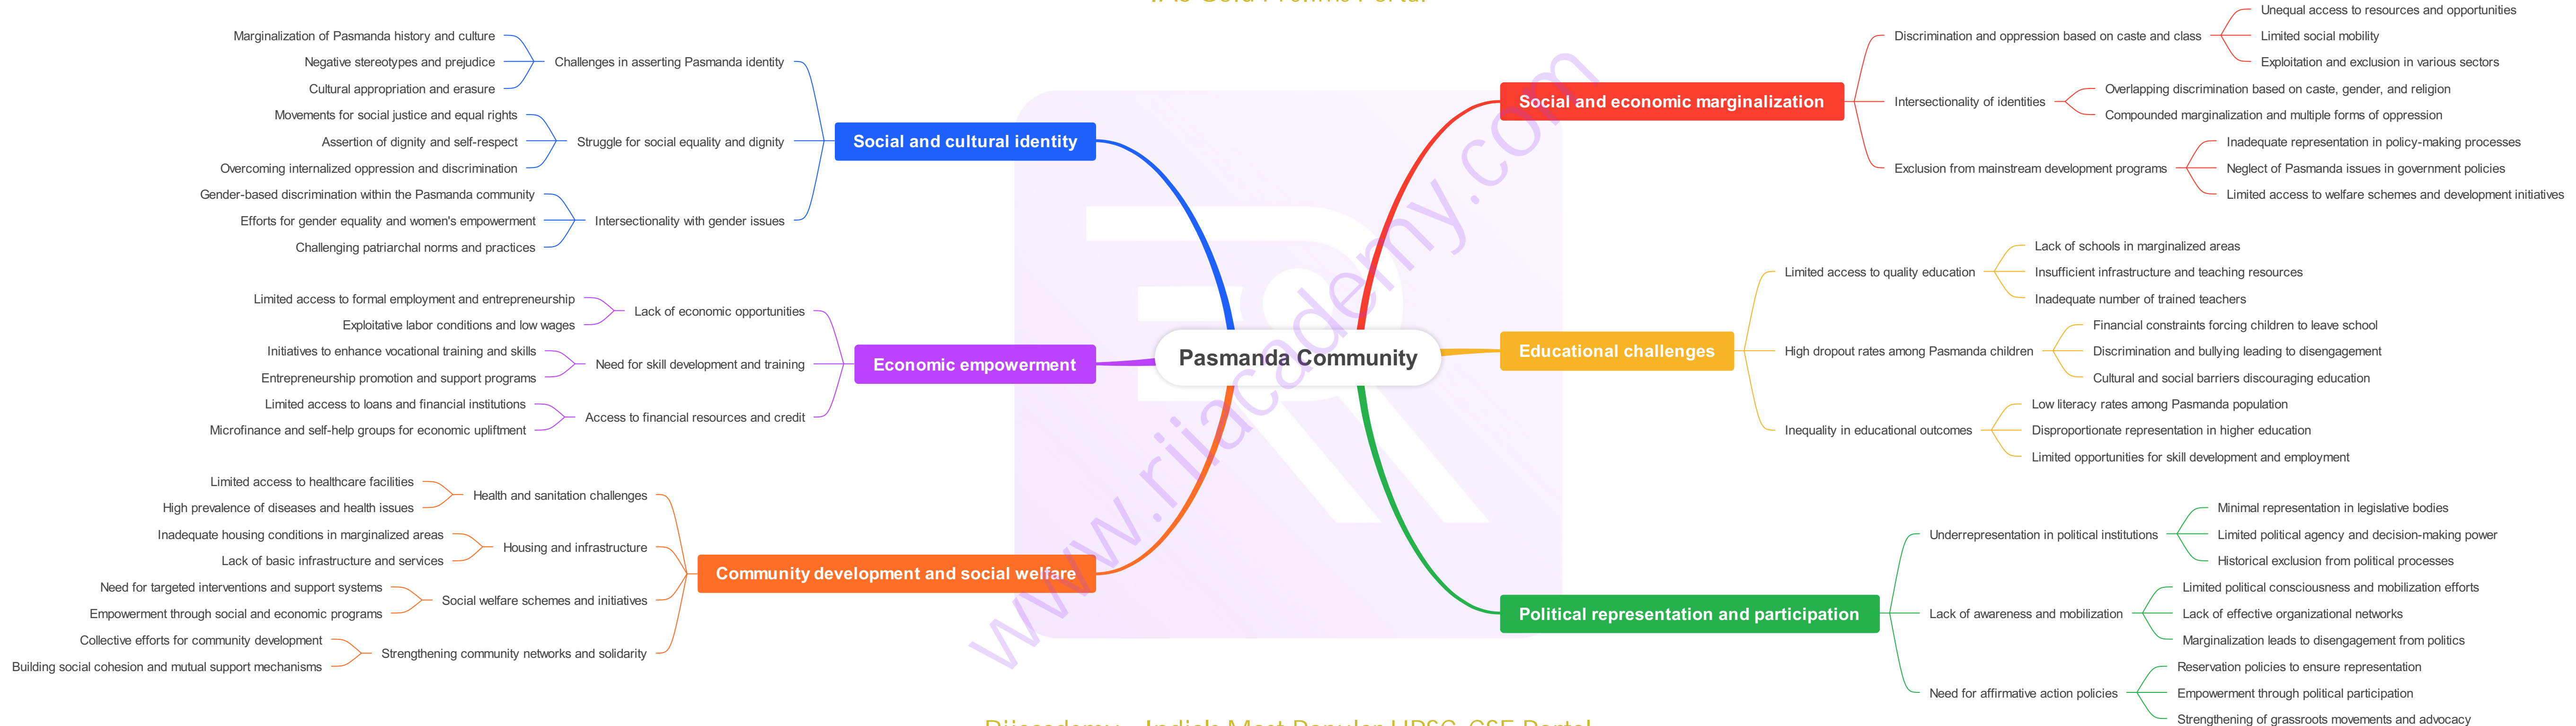 Pasmanda Community
Social and cultural identity
Challenges in asserting Pasmanda identity
Marginalization of Pasmanda history and culture
Negative stereotypes and prejudice
Cultural appropriation and erasure
Struggle for social equality and dignity
Movements for social justice and equal rights
Assertion of dignity and self-respect
Overcoming internalized oppression and discrimination
Intersectionality with gender issues
Gender-based discrimination within the Pasmanda community
Efforts for gender equality and women's empowerment
Challenging patriarchal norms and practices
Economic empowerment
Lack of economic opportunities
Limited access to formal employment and entrepreneurship
Exploitative labor conditions and low wages
Need for skill development and training
Initiatives to enhance vocational training and skills
Entrepreneurship promotion and support programs
Access to financial resources and credit
Limited access to loans and financial institutions
Microfinance and self-help groups for economic upliftment
Community development and social welfare
Health and sanitation challenges
Limited access to healthcare facilities
High prevalence of diseases and health issues
Housing and infrastructure
Inadequate housing conditions in marginalized areas
Lack of basic infrastructure and services
Social welfare schemes and initiatives
Need for targeted interventions and support systems
Empowerment through social and economic programs
Strengthening community networks and solidarity
Collective efforts for community development
Building social cohesion and mutual support mechanisms
Social and economic marginalization
Discrimination and oppression based on caste and class
Unequal access to resources and opportunities
Limited social mobility
Exploitation and exclusion in various sectors
Intersectionality of identities
Overlapping discrimination based on caste, gender, and religion
Compounded marginalization and multiple forms of oppression
Exclusion from mainstream development programs
Inadequate representation in policy-making processes
Neglect of Pasmanda issues in government policies
Limited access to welfare schemes and development initiatives
Educational challenges
Limited access to quality education
Lack of schools in marginalized areas
Insufficient infrastructure and teaching resources
Inadequate number of trained teachers
High dropout rates among Pasmanda children
Financial constraints forcing children to leave school
Discrimination and bullying leading to disengagement
Cultural and social barriers discouraging education
Inequality in educational outcomes
Low literacy rates among Pasmanda population
Disproportionate representation in higher education
Limited opportunities for skill development and employment
Political representation and participation
Underrepresentation in political institutions
Minimal representation in legislative bodies
Limited political agency and decision-making power
Historical exclusion from political processes
Lack of awareness and mobilization
Limited political consciousness and mobilization efforts
Lack of effective organizational networks
Marginalization leads to disengagement from politics
Need for affirmative action policies
Reservation policies to ensure representation
Empowerment through political participation
Strengthening of grassroots movements and advocacy
www.rijacademy.com